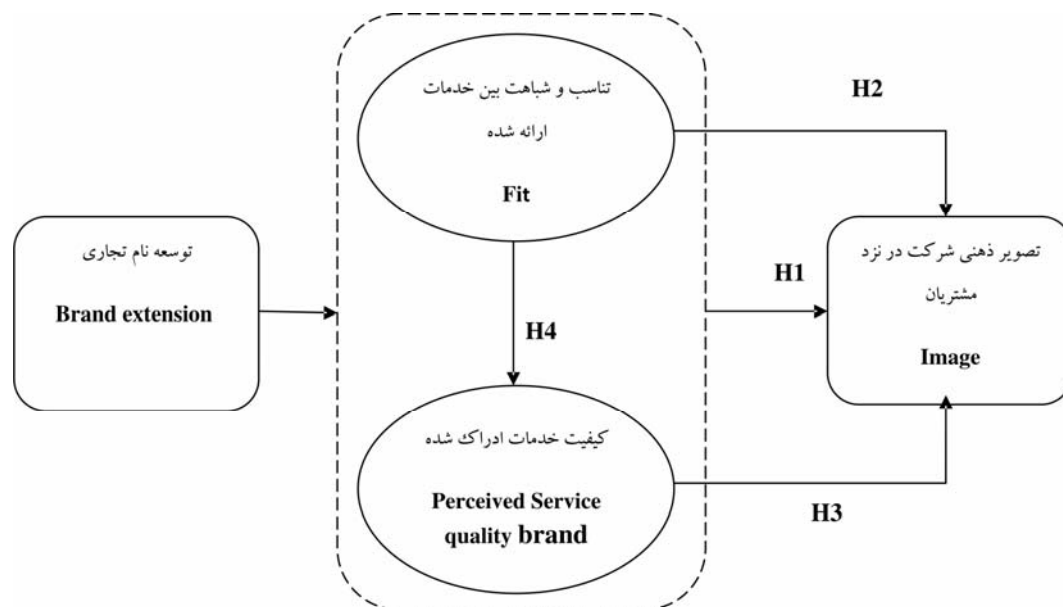 تناسب و شباهت بین خدمات
ارائه شده
Fit
H2
توسعه نام تجاری
Brand extension
H4
H1
تصویر ذهنی شرکت در نزد
مشتریان
Image
کیفیت خدمات ادراک شده
Perceived Service
quality brand
H3